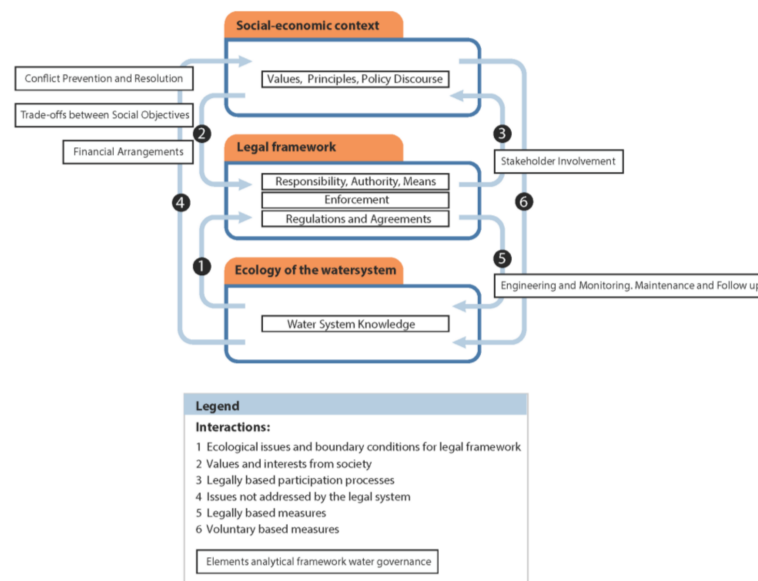 Social-economic context
Conflict Prevention and Resolution
Values, Principles, Policy Discourse
Trade-offs between Social Objectives
2
3
Financial Arrangements
Legal framework
Stakeholder Involvement
Responsibility, Authority, Means
Enforcement
4
6
Regulations and Agreements
1
5
Ecology of the watersystem
Engineering and Monitoring. Maintenance and Follow up
Water System Knowledge
Legend
Interactions:
1 Ecological issues and boundary conditions for legal framework
2 Values and interests from society
3 Legally based participation processes
4 Issues not addressed by the legal system
5 Legally based measures
6 Voluntary based measures
Elements analytical framework water governance